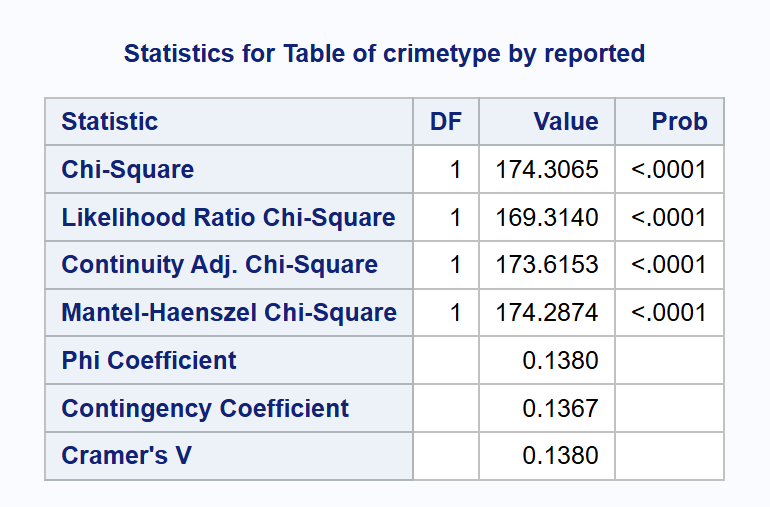 Statistics for Table of crimetype by reported
Statistic DF Value Prob
Chi-Square 1 174.3065 <.0001
Likelihood Ratio Chi-Square 1 169.3140 <.0001
Continuity Adj. Chi-Square 1 173.6153 <.0001
Mantel-Haenszel Chi-Square 1 174.2874 <.0001
Phi Coefficient 0.1380
Contingency Coefficient 0.1367
Cramer's V 0.1380